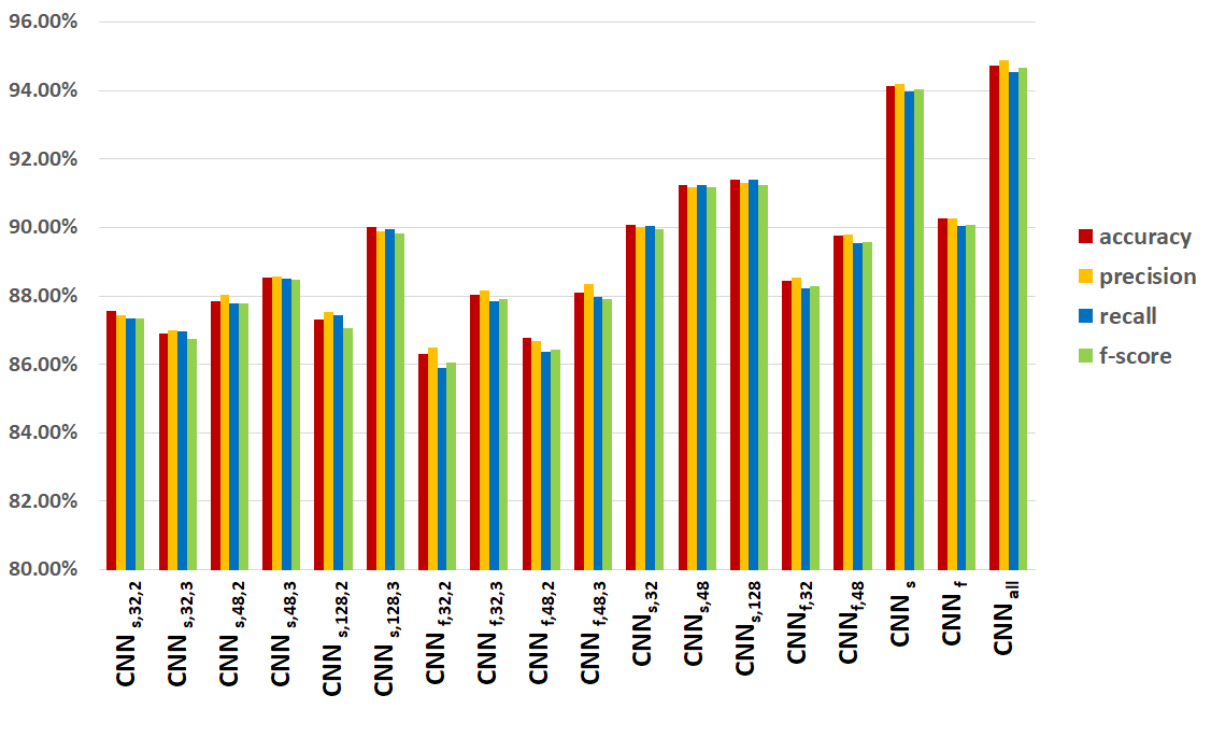 96.00%
94.00%
92.00%
90.00%
88.00%
86.00%
84.00%
82.00%
80.00%
CNN s,32,2
CNN s,32,3
CNN s,48,2
CNN s,48,3
CNN s,128,2
CNN s,128,3
CNN f,32,2
CNN f,32,3
CNN f,48,2
CNN f,48,3
CNNs,32
CNNs,48
CNNs,128
CNNf,32
CNNf,48
CNN s
CNN f
CNN all
accuracy
precision
recall
f-score